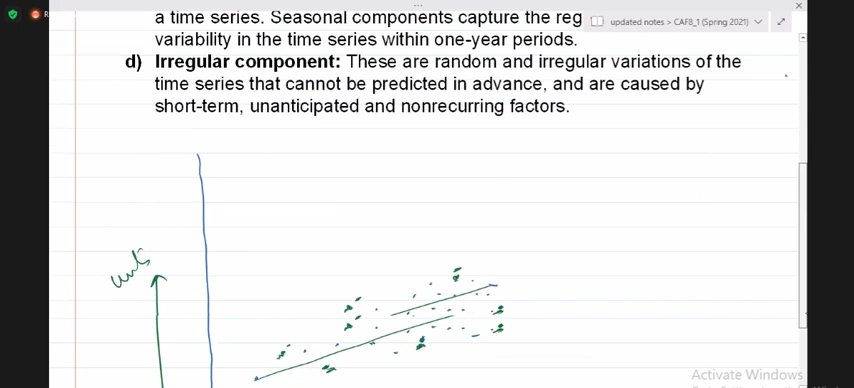 a time series. Seasonal components capture the reg
updated notes > CAF8_1 (Spring 2021)
variability in the time series within one-year periods.
d) Irregular component: These are random and irregular variations of the
time series that cannot be predicted in advance, and are caused by
short-term, unanticipated and nonrecurring factors.
units
Activate Windows